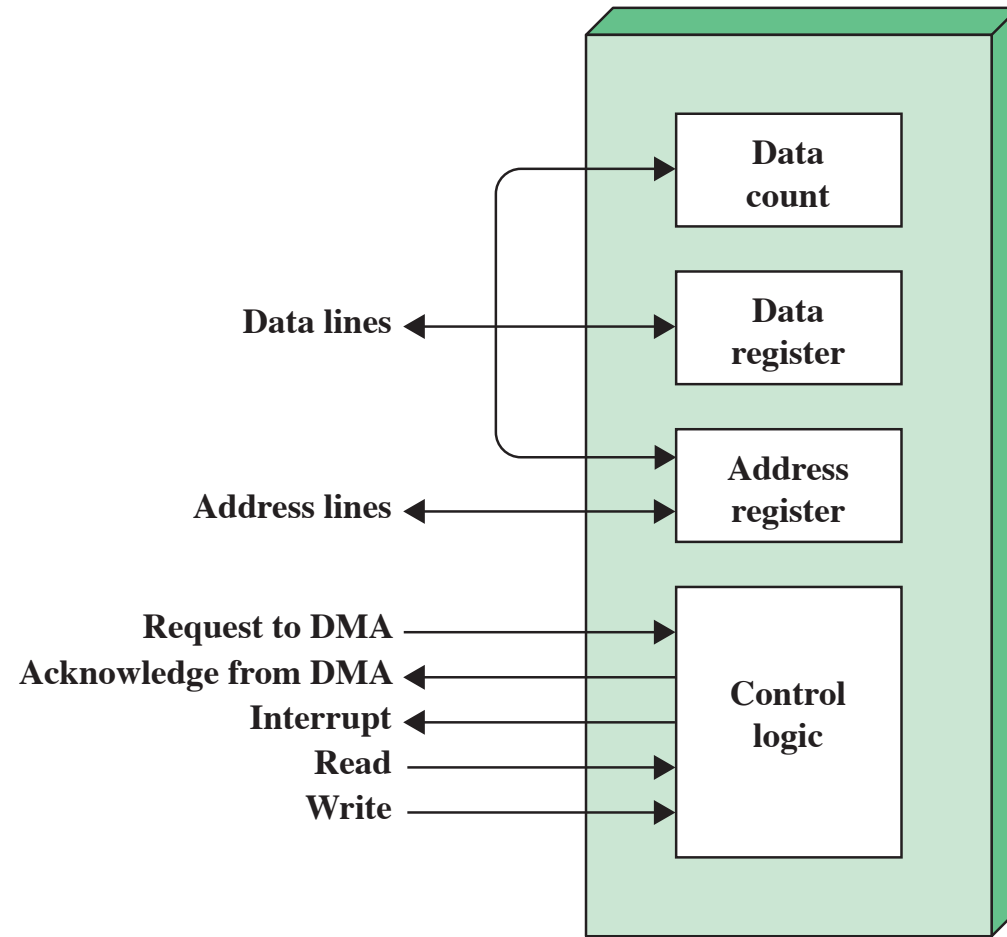 Data
count
Data lines
Data
register
Address
register
Address lines
Request to DMA
Acknowledge from DMA
Interrupt
Read
Write
Control
logic